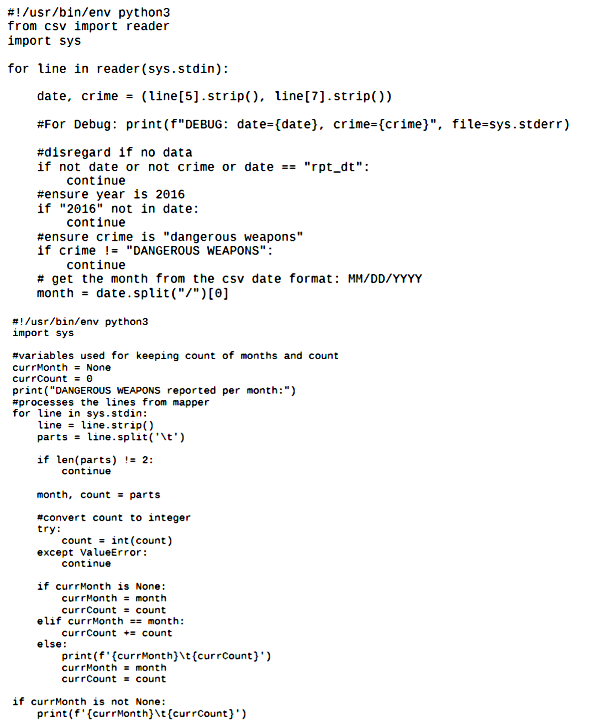 #!/usr/bin/env python3
from csv import reader
import sys

for line in reader(sys.stdin):

    date, crime = (line[5].strip(), line[7].strip())

    #For Debug: print(f"DEBUG: date={date}, crime={crime}", file=sys.stderr)

    #disregard if no data
    if not date or not crime or date == "rpt_dt":
        continue
    #ensure year is 2016
    if "2016" not in date:
        continue
    #ensure crime is "dangerous weapons"
    if crime != "DANGEROUS WEAPONS":
        continue
    # get the month from the csv date format: MM/DD/YYYY
    month = date.split("/")[0]

#!/usr/bin/env python3
import sys

#variables used for keeping count of months and count
currMonth = None
currCount = 0
print("DANGEROUS WEAPONS reported per month:")
#processes the lines from mapper
for line in sys.stdin:
    line = line.strip()
    parts = line.split('\t')

    if len(parts) != 2:
        continue

    month, count = parts

    #convert count to integer
    try:
        count = int(count)
    except ValueError:
        continue

    if currMonth is None:
        currMonth = month
        currCount = count
    elif currMonth == month:
        currCount += count
    else:
        print(f'{currMonth}\t{currCount}')
        currMonth = month
        currCount = count

if currMonth is not None:
    print(f'{currMonth}\t{currCount}')